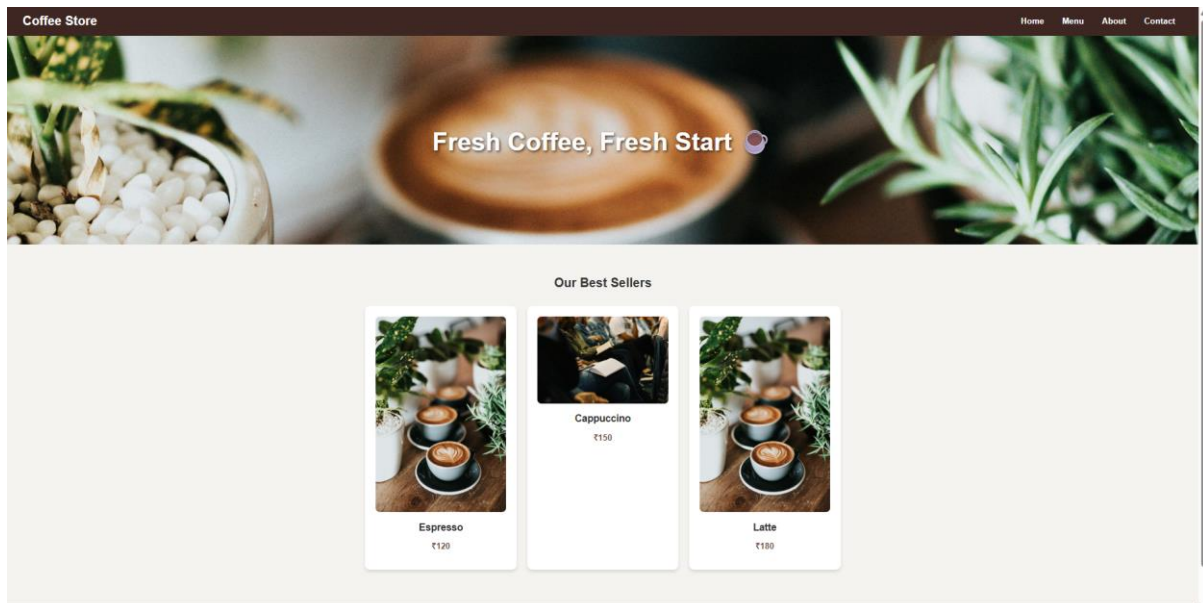 Coffee Store
Home Menu About Contact
Fresh Coffee, Fresh Start ☕
Our Best Sellers
Espresso
₹120
Cappuccino
₹150
Latte
₹180